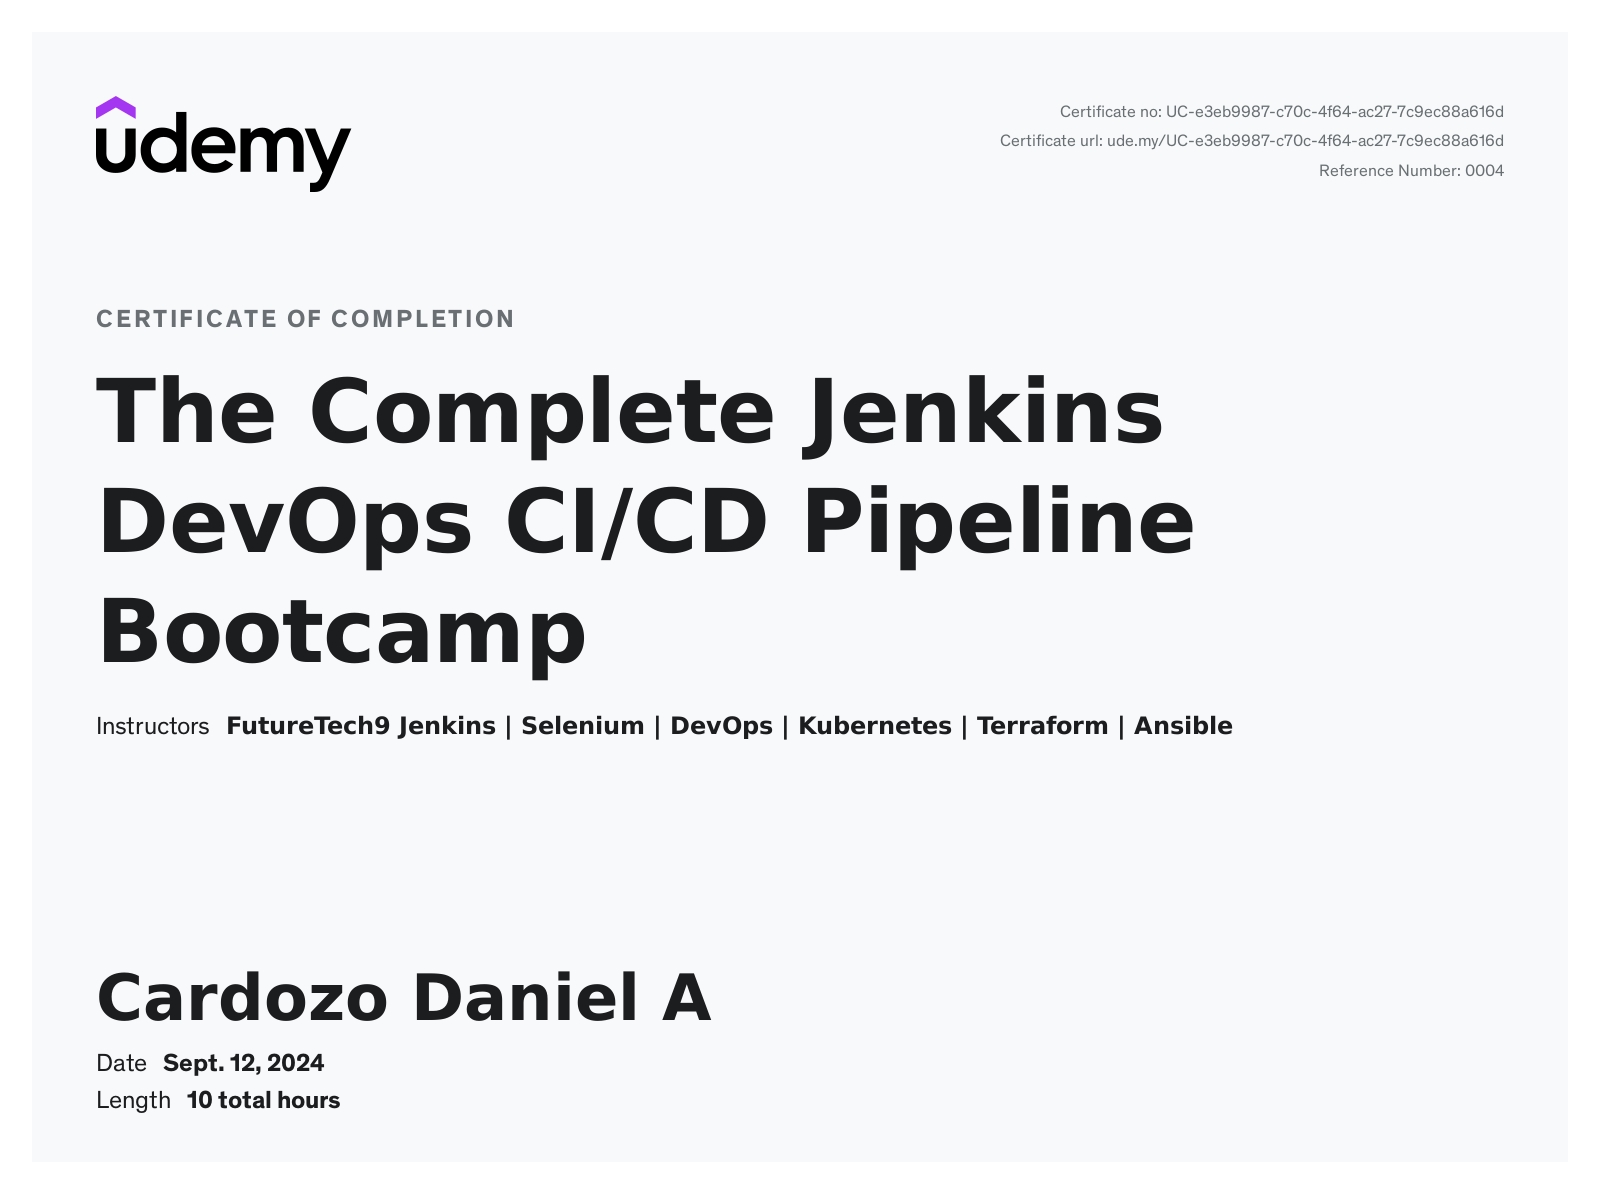 udemy
Certificate no: UC-e3eb9987-c70c-4f64-ac27-7c9ec88a616d
Certificate url: ude.my/UC-e3eb9987-c70c-4f64-ac27-7c9ec88a616d
Reference Number: 0004
CERTIFICATE OF COMPLETION
The Complete Jenkins
DevOps CI/CD Pipeline
Bootcamp
Instructors FutureTech9 Jenkins | Selenium | DevOps | Kubernetes | Terraform | Ansible
Cardozo Daniel A
Date Sept. 12, 2024
Length 10 total hours